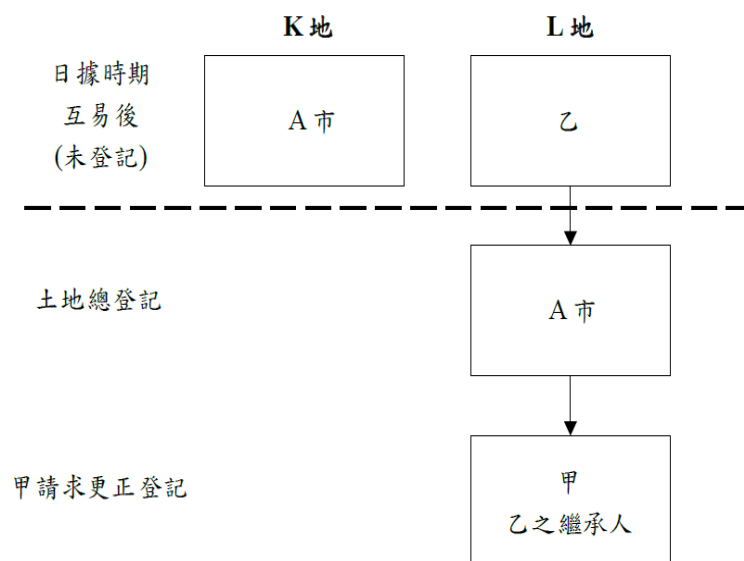 K地 L地
日據時期
互易後
(未登記)
A市 乙
土地總登記
A市
甲請求更正登記
甲
乙之繼承人